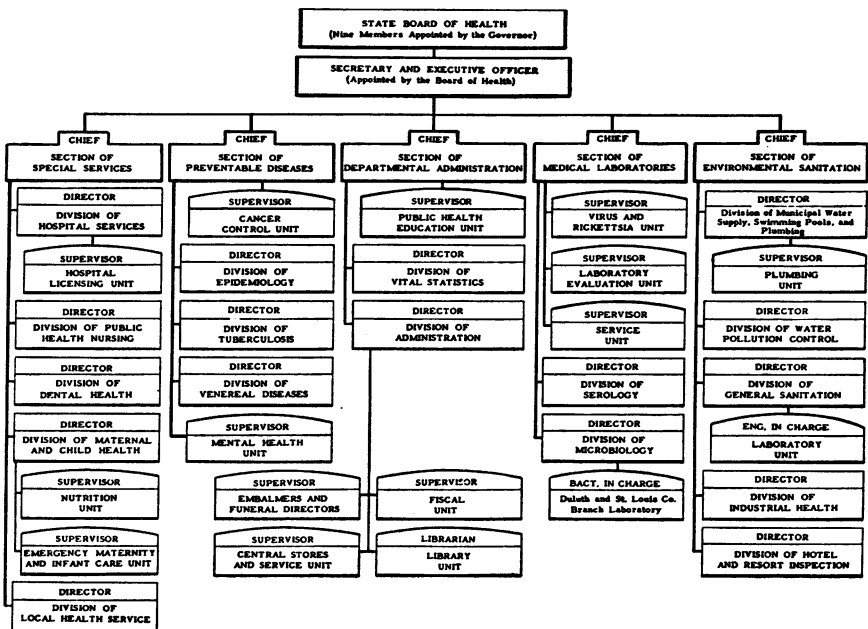 STATE BOARD OF HEALTH
(Nine Members Appointed by the Governor)
SECRETARY AND EXECUTIVE OFFICER
(Appointed by the Board of Health)
CHIEF
SECTION OF
SPECIAL SERVICES
DIRECTOR
DIVISION OF
HOSPITAL SERVICES
SUPERVISOR
HOSPITAL
LICENSING UNIT
DIRECTOR
DIVISION OF PUBLIC
HEALTH NURSING
DIRECTOR
DIVISION OF
DENTAL HEALTH
DIRECTOR
DIVISION OF MATERNAL
AND CHILD HEALTH
SUPERVISOR
NUTRITION
UNIT
SUPERVISOR
EMERGENCY MATERNITY
AND INFANT CARE UNIT
DIRECTOR
DIVISION OF
LOCAL HEALTH SERVICE
CHIEF
SECTION OF
PREVENTABLE DISEASES
SUPERVISOR
CANCER
CONTROL UNIT
DIRECTOR
DIVISION OF
EPIDEMIOLOGY
DIRECTOR
DIVISION OF
TUBERCULOSIS
DIRECTOR
DIVISION OF
VENEREAL DISEASES
SUPERVISOR
MENTAL HEALTH
UNIT
CHIEF
SECTION OF
DEPARTMENTAL ADMINISTRATION
SUPERVISOR
PUBLIC HEALTH
EDUCATION UNIT
DIRECTOR
DIVISION OF
VITAL STATISTICS
DIRECTOR
DIVISION OF
ADMINISTRATION
SUPERVISOR
EMBALMERS AND
FUNERAL DIRECTORS
SUPERVISOR
FISCAL
UNIT
SUPERVISOR
CENTRAL STORES
AND SERVICE UNIT
LIBRARIAN
LIBRARY
UNIT
CHIEF
SECTION OF
MEDICAL LABORATORIES
SUPERVISOR
VIRUS AND
RICKETTSIA UNIT
SUPERVISOR
LABORATORY
EVALUATION UNIT
SUPERVISOR
SERVICE
UNIT
DIRECTOR
DIVISION OF
SEROLOGY
DIRECTOR
DIVISION OF
MICROBIOLOGY
BACT. IN CHARGE
Duluth and St. Louis Co.
Branch Laboratory
CHIEF
SECTION OF
ENVIRONMENTAL SANITATION
DIRECTOR
Division of Municipal Water
Supply, Swimming Pools, and
Plumbing
SUPERVISOR
PLUMBING
UNIT
DIRECTOR
DIVISION OF WATER
POLLUTION CONTROL
DIRECTOR
DIVISION OF
GENERAL SANITATION
ENG. IN CHARGE
LABORATORY
UNIT
DIRECTOR
DIVISION OF
INDUSTRIAL HEALTH
DIRECTOR
DIVISION OF HOTEL
AND RESORT INSPECTION